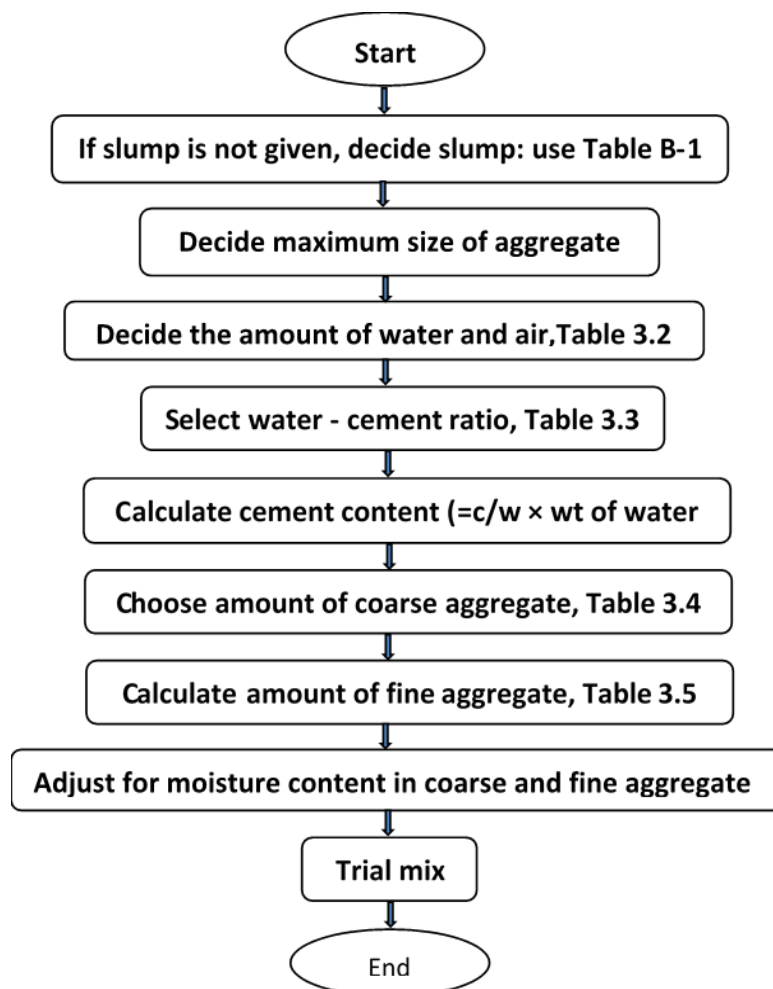 Start
If slump is not given, decide slump: use Table B-1
Decide maximum size of aggregate
Decide the amount of water and air,Table 3.2
Select water - cement ratio, Table 3.3
Calculate cement content (=c/w × wt of water
Choose amount of coarse aggregate, Table 3.4
Calculate amount of fine aggregate, Table 3.5
Adjust for moisture content in coarse and fine aggregate
Trial mix
End